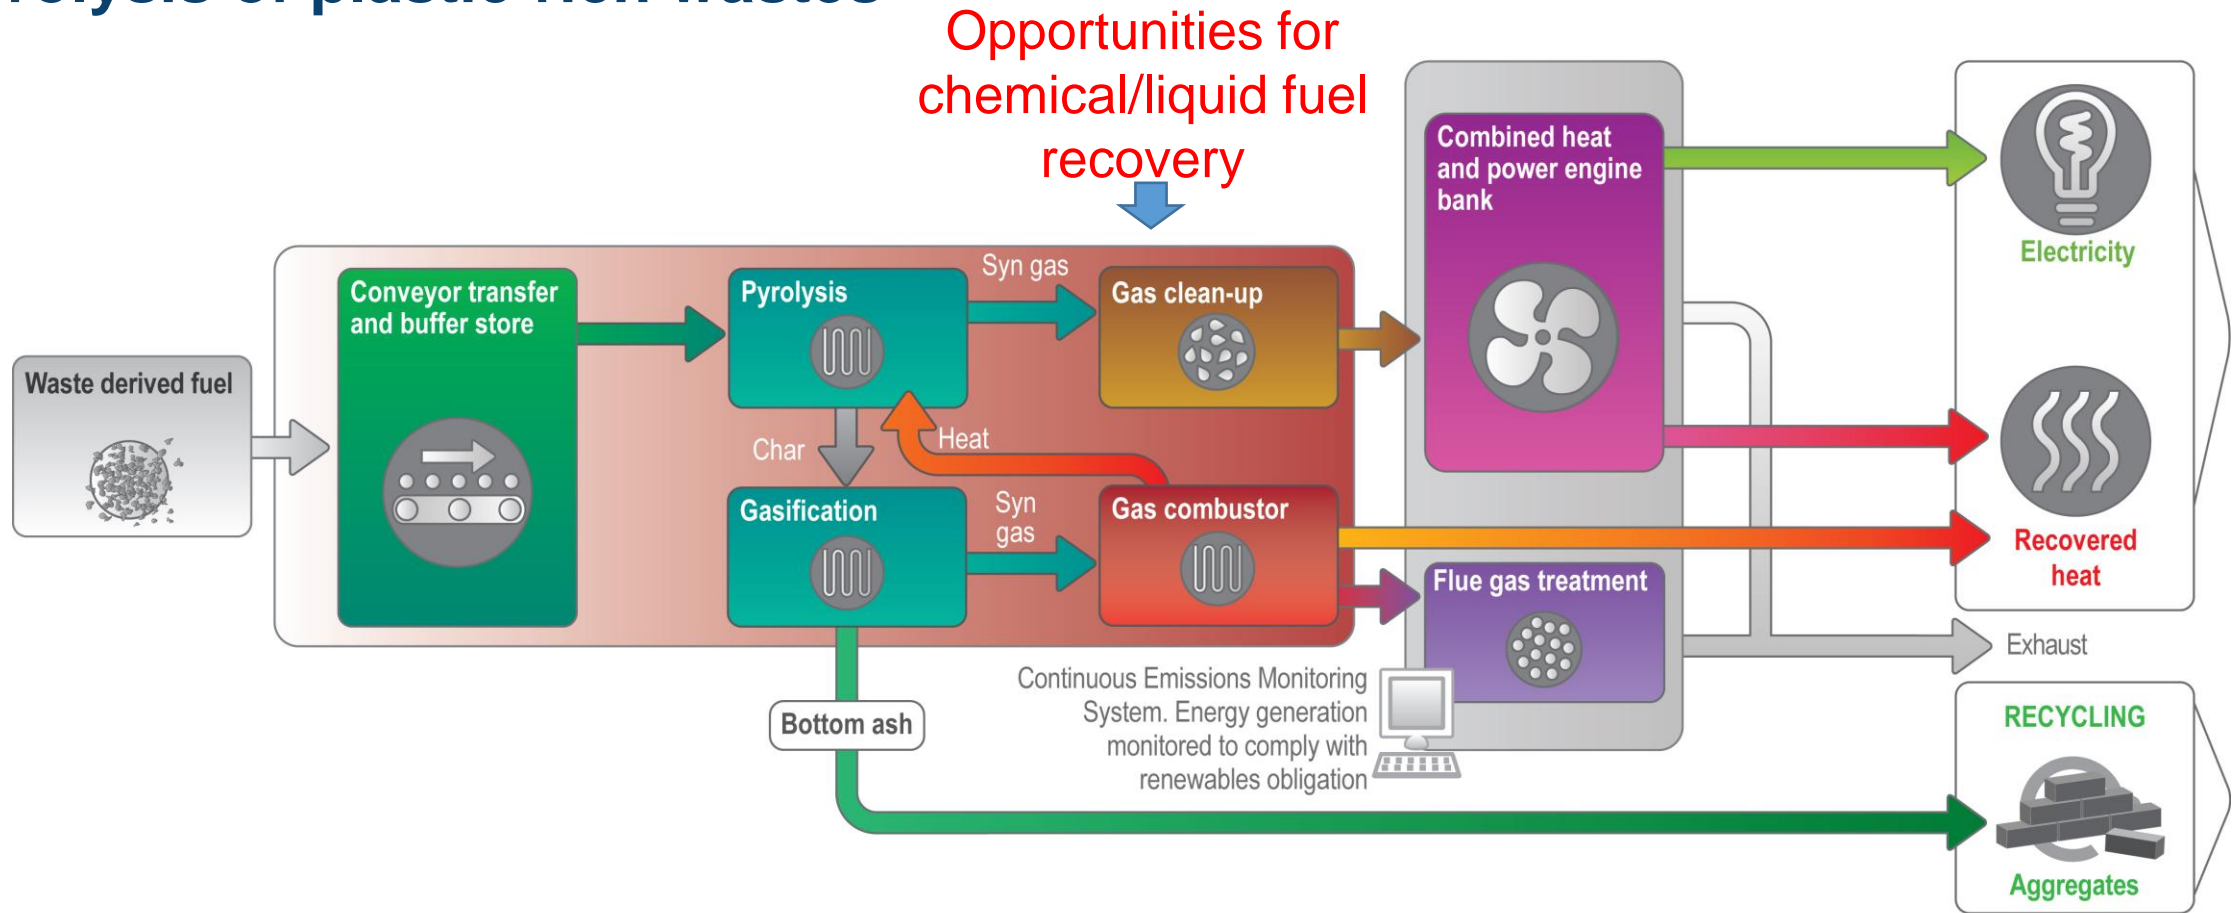 Opportunities for
chemical/liquid fuel
recovery
Waste derived fuel
Conveyor transfer
and buffer store
Pyrolysis
Syn gas
Gas clean-up
Char
Heat
Gasification
Syn
gas
Gas combustor
Bottom ash
Combined heat
and power engine
bank
Flue gas treatment
Continuous Emissions Monitoring
System. Energy generation
monitored to comply with
renewables obligation
Electricity
Recovered
heat
Exhaust
RECYCLING
Aggregates